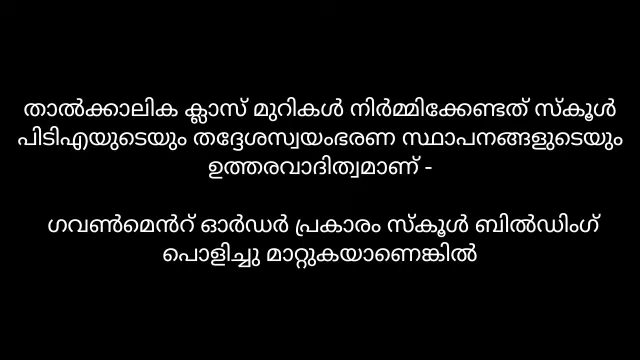 താൽക്കാലിക ക്ലാസ് മുറികൾ നിർമ്മിക്കേണ്ടത് സ്കൂൾ
പിടിഎയുടെയും തദ്ദേശസ്വയംഭരണ സ്ഥാപനങ്ങളുടെയും
ഉത്തരവാദിത്വമാണ് -
ഗവൺമെൻറ് ഓർഡർ പ്രകാരം സ്കൂൾ ബിൽഡിംഗ്
പൊളിച്ചു മാറ്റുകയാണെങ്കിൽ